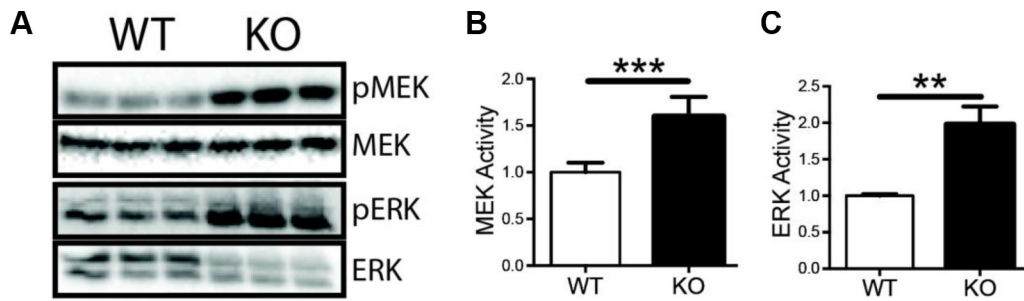 A
WT KO
pMEK
MEK
pERK
ERK
B
***
MEK Activity
2.0
1.5
1.0
0.5
0.0
WT KO
C
**
ERK Activity
2.5
2.0
1.5
1.0
0.5
0.0
WT KO